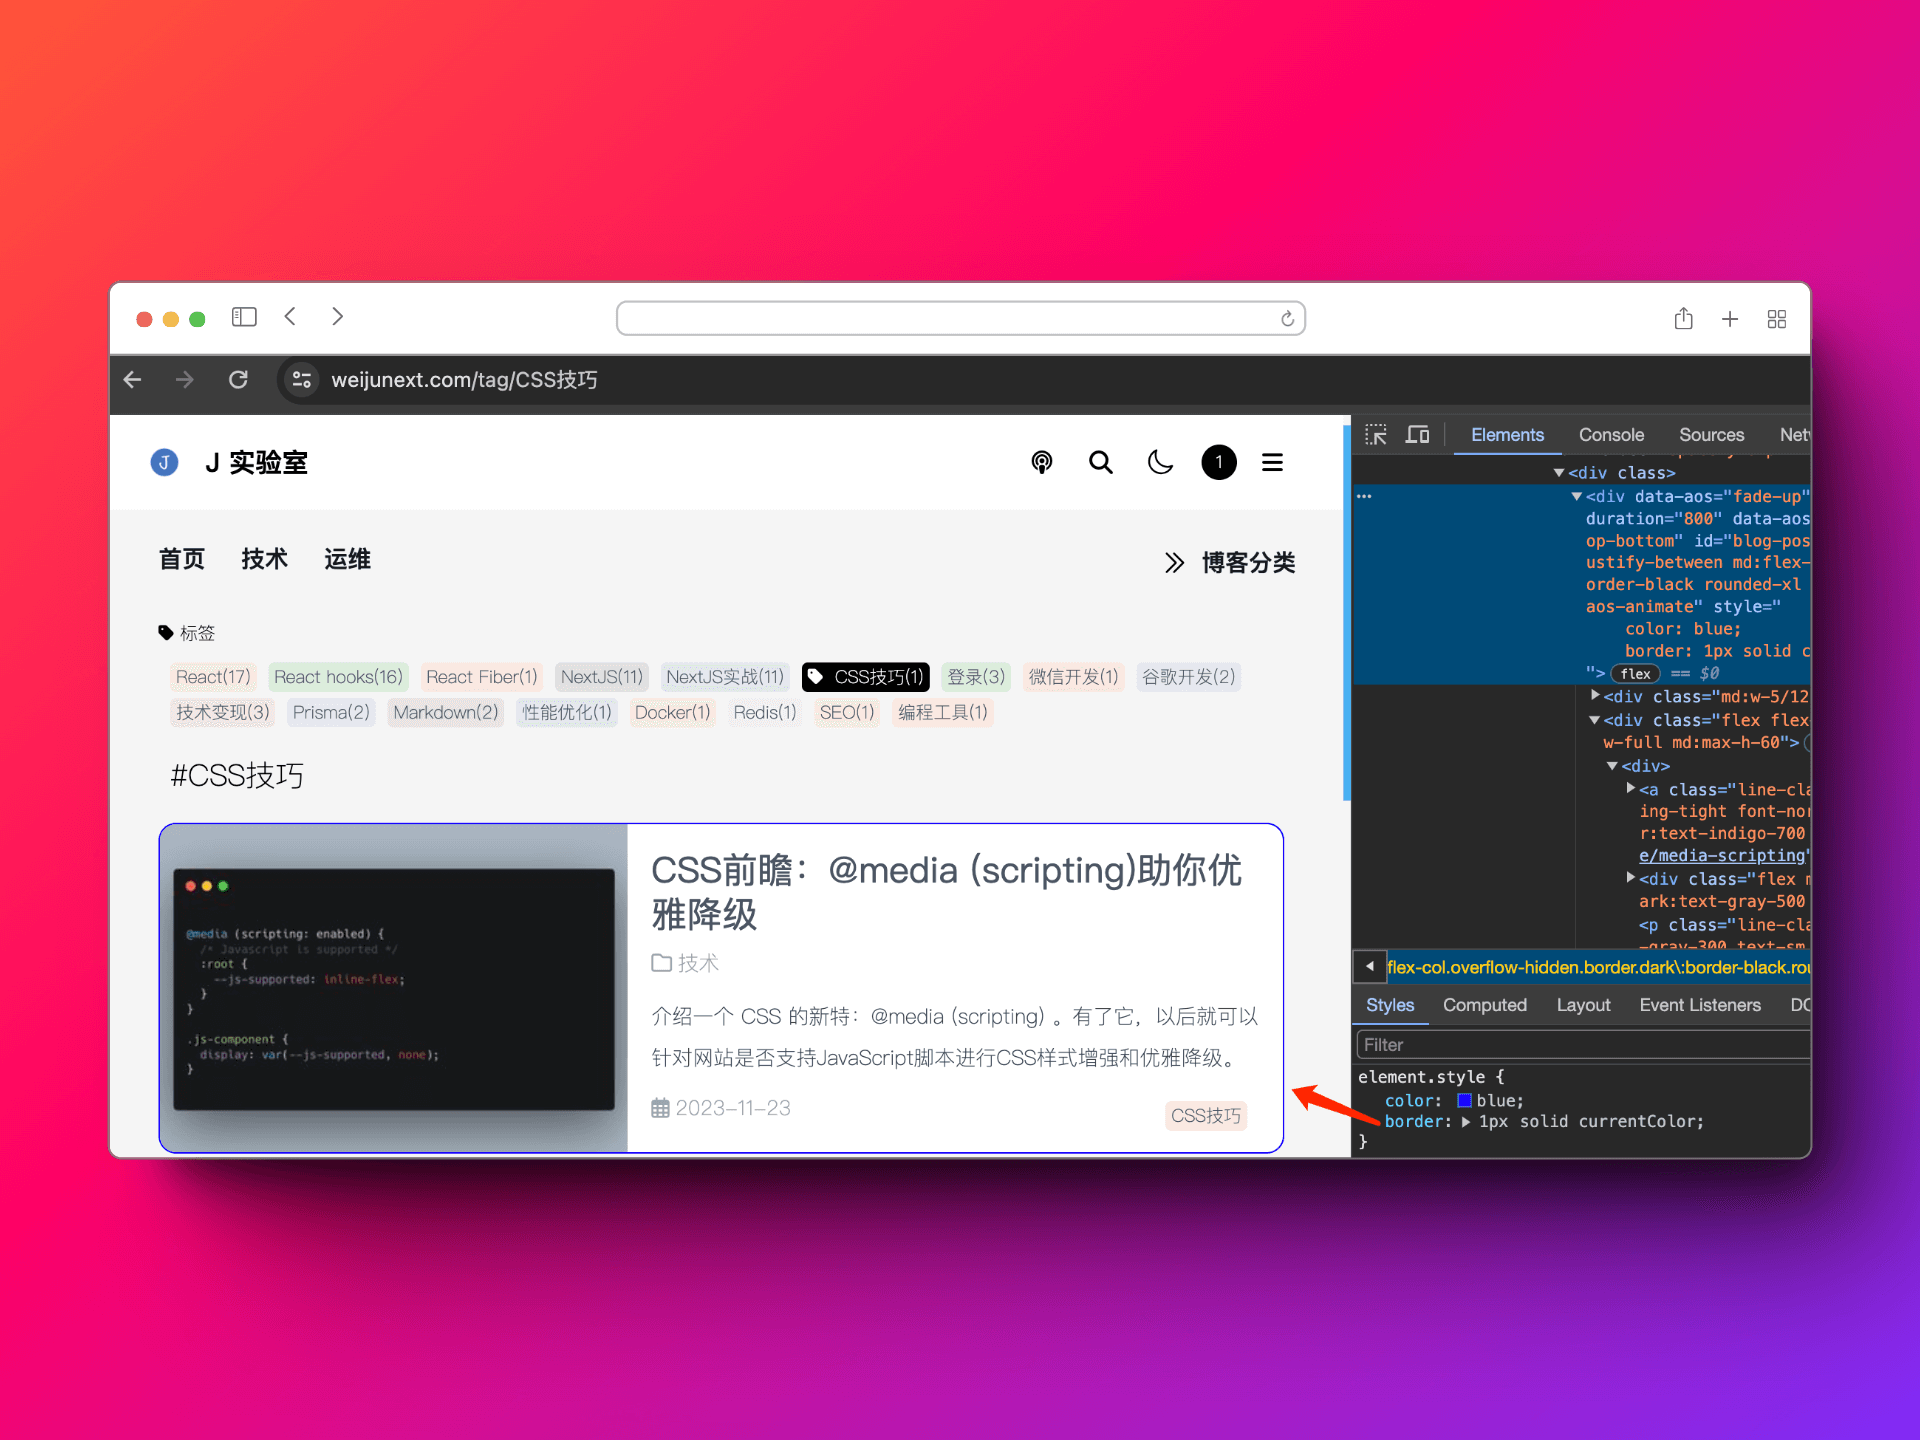 weijunext.com/tag/CSS技巧
J
J 实验室
1
首页 技术 运维
博客分类
标签
React(17) React hooks(16) React Fiber(1) NextJS(11) NextJS实战(11) CSS技巧(1) 登录(3) 微信开发(1) 谷歌开发(2)
技术变现(3) Prisma(2) Markdown(2) 性能优化(1) Docker(1) Redis(1) SEO(1) 编程工具(1)
#CSS技巧
@media (scripting: enabled) {
/* Javascript is supported */
:root {
--js-supported: inline-flex;
}
}
.js-component {
display: var(--js-supported, none);
}
CSS前瞻：@media (scripting)助你优
雅降级
技术
介绍一个 CSS 的新特：@media (scripting) 。有了它，以后就可以
针对网站是否支持JavaScript脚本进行CSS样式增强和优雅降级。
2023-11-23
CSS技巧
Elements Console Sources Net
<div class>
<div data-aos="fade-up"
duration="800" data-aos
op-bottom" id="blog-pos
ustify-between md:flex-
order-black rounded-xl
aos-animate" style="
color: blue;
border: 1px solid c
"> flex == $0
<div class="md:w-5/12
<div class="flex flex
w-full md:max-h-60">
<div>
<a class="line-cla
ing-tight font-nor
r:text-indigo-700
e/media-scripting"
<div class="flex m
ark:text-gray-500
<p class="line-cla
-gray-300 text-sm
flex-col.overflow-hidden.border.dark\:border-black.rou
Styles Computed Layout Event Listeners DO
Filter
element.style {
color: blue;
border: 1px solid currentColor;
}